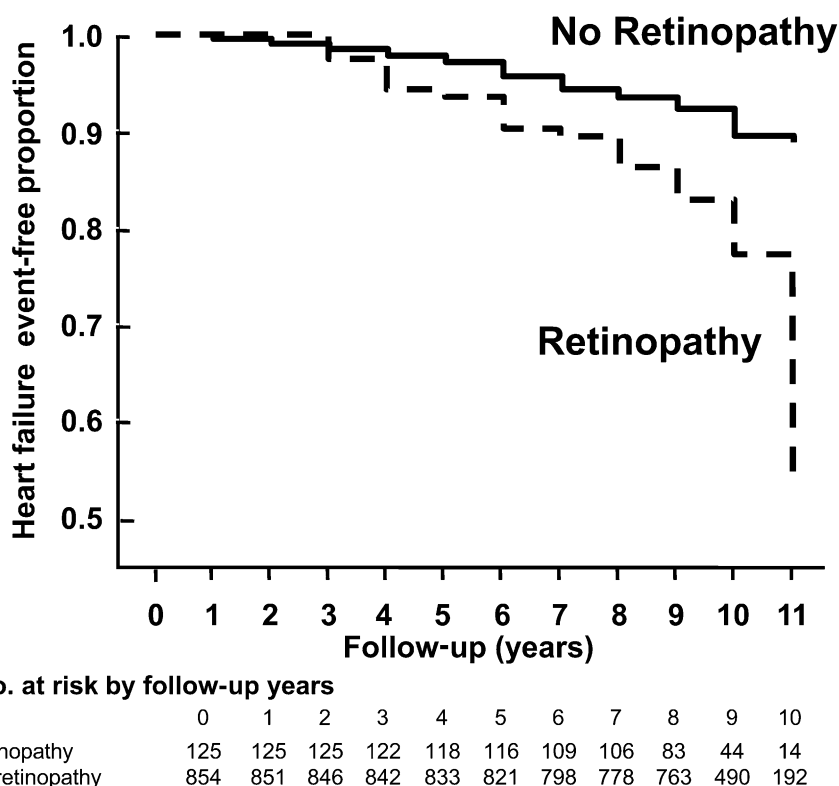 No Retinopathy
1.0
0.9
0.8
0.7
0.6
0.5
Heart failure event-free proportion
Retinopathy
0 1 2 3 4 5 6 7 8 9 10 11
Follow-up (years)
at risk by follow-up years
0 1 2 3 4 5 6 7 8 9 10
125 125 125 122 118 116 109 106 83 44 14
retinopathy 854 851 846 842 833 821 798 778 763 490 192